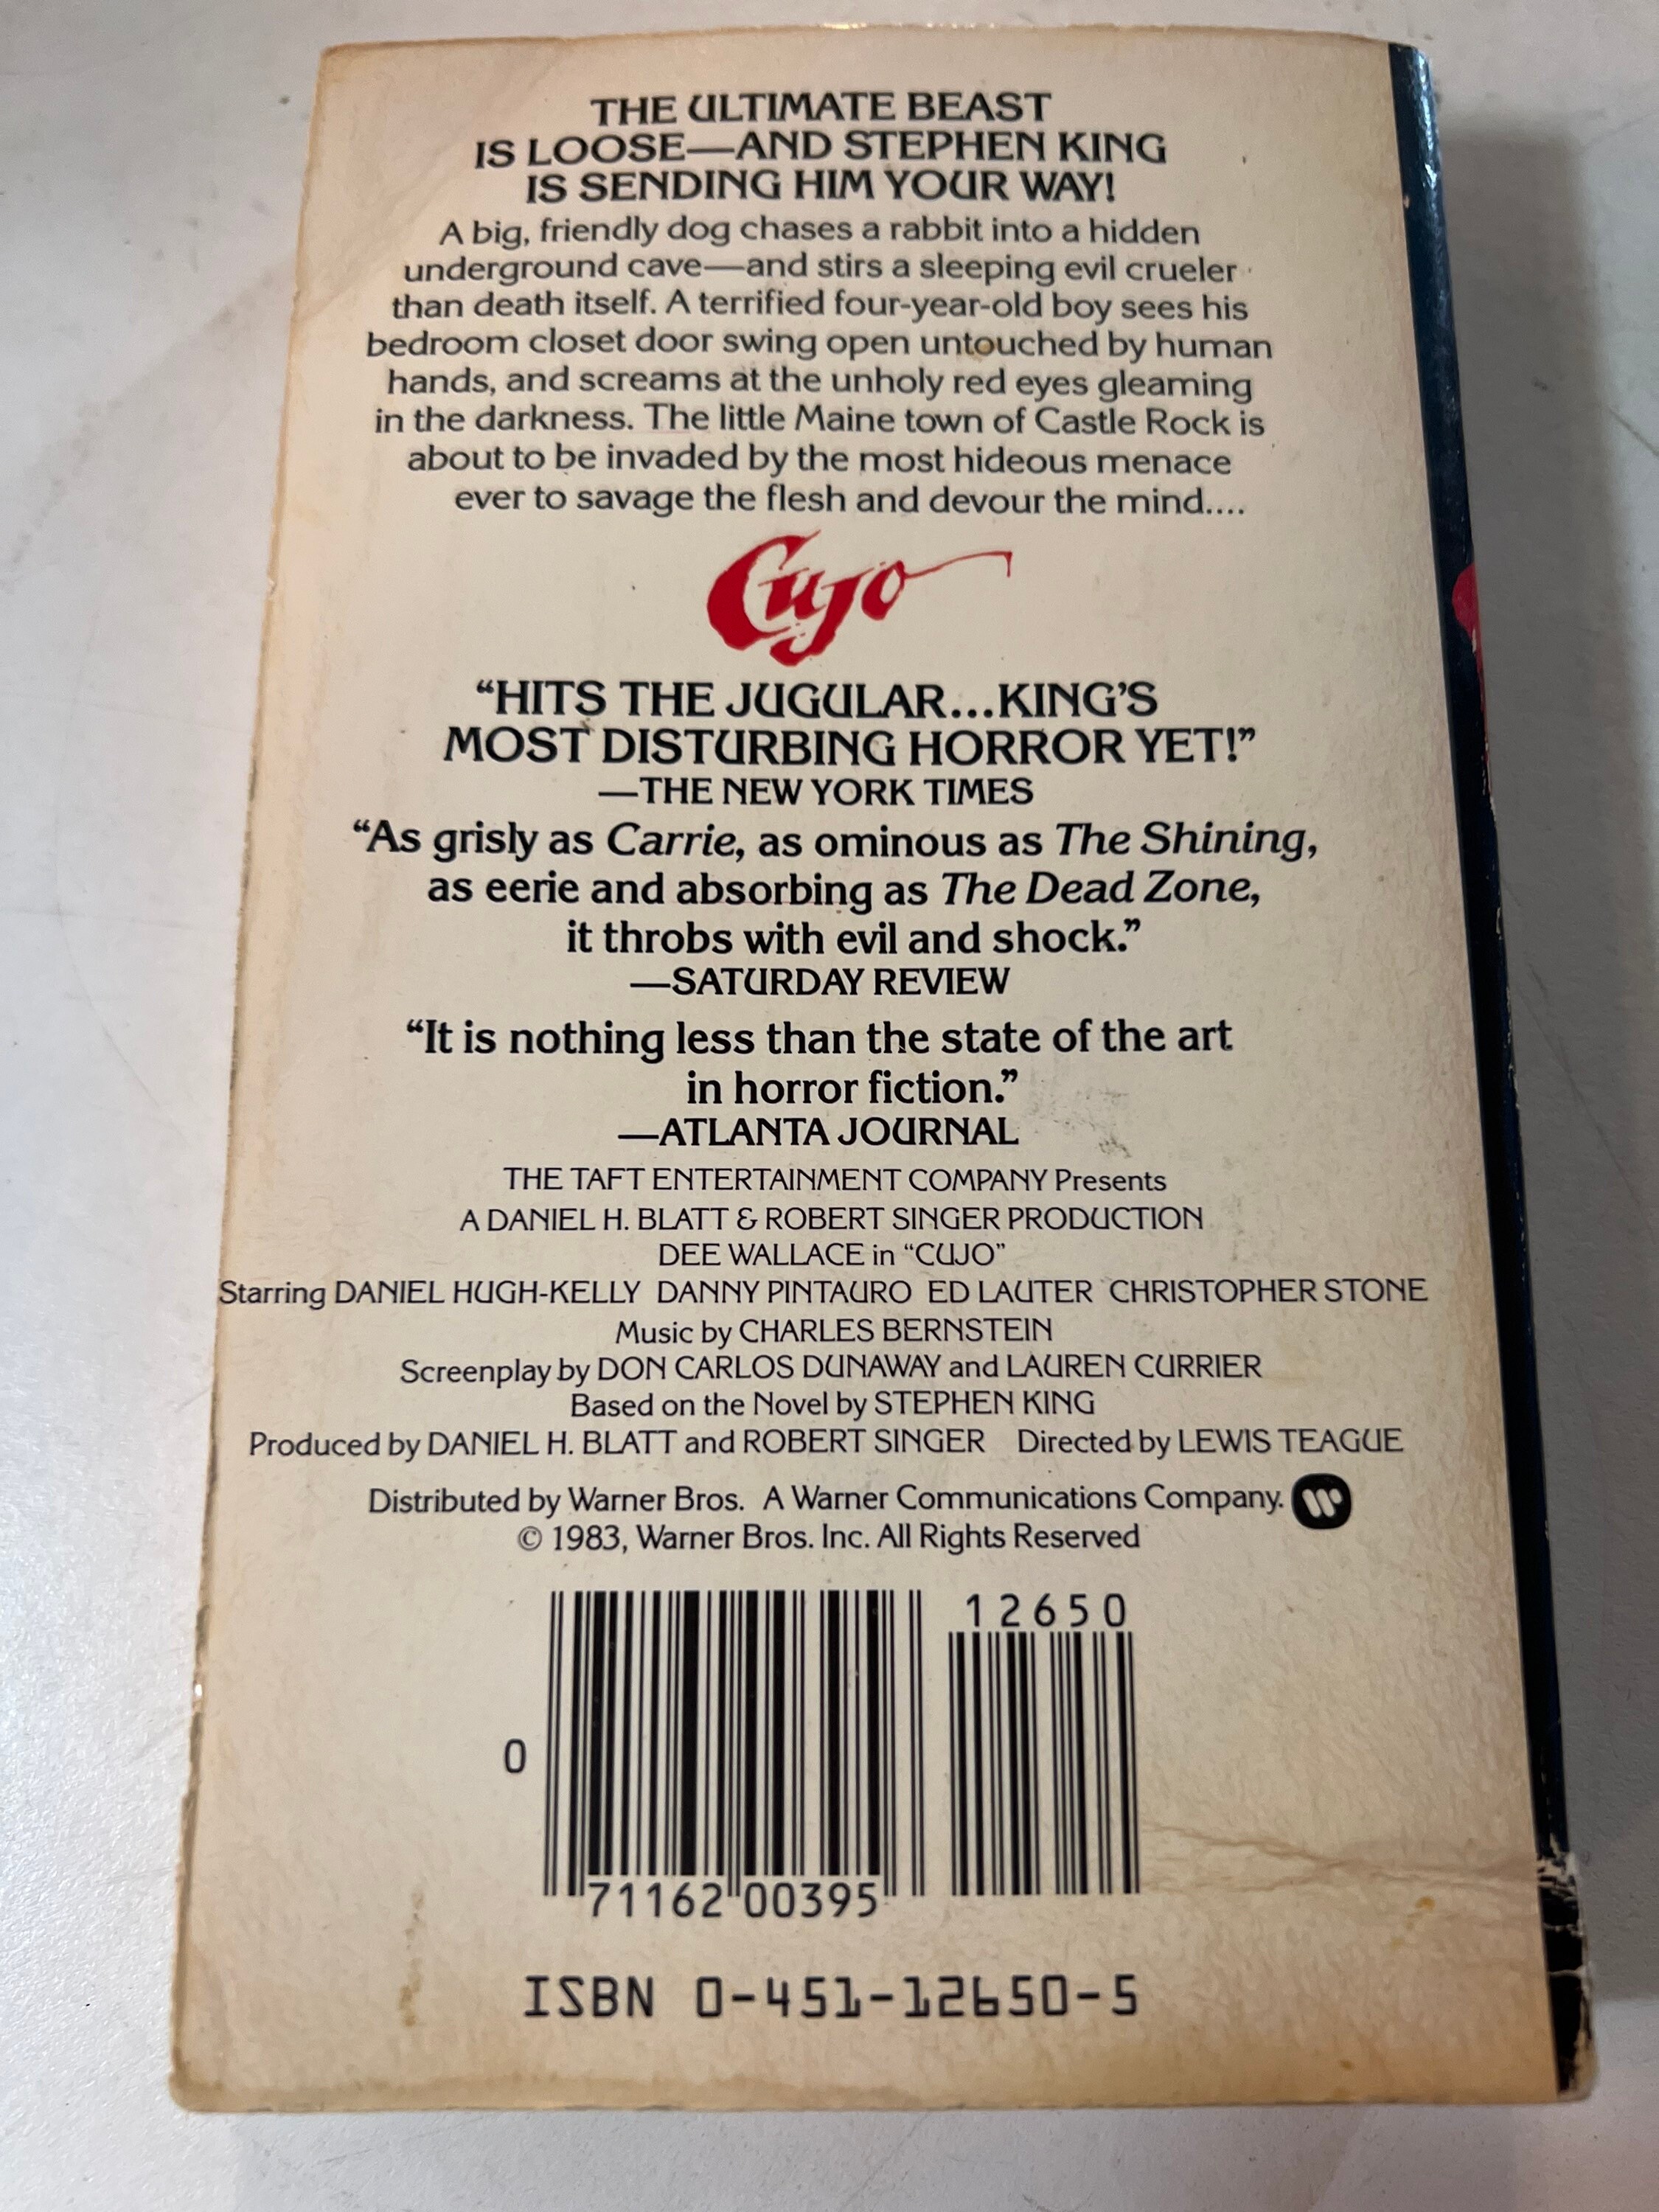 THE ULTIMATE BEAST
IS LOOSE—AND STEPHEN KING
IS SENDING HIM YOUR WAY!
A big, friendly dog chases a rabbit into a hidden
underground cave—and stirs a sleeping evil crueler
than death itself. A terrified four-year-old boy sees his
bedroom closet door swing open untouched by human
hands, and screams at the unholy red eyes gleaming
in the darkness. The little Maine town of Castle Rock is
about to be invaded by the most hideous menace
ever to savage the flesh and devour the mind....
Cujo
“HITS THE JUGULAR...KING’S
MOST DISTURBING HORROR YET!”
—THE NEW YORK TIMES
“As grisly as Carrie, as ominous as The Shining,
as eerie and absorbing as The Dead Zone,
it throbs with evil and shock.”
—SATURDAY REVIEW
“It is nothing less than the state of the art
in horror fiction.”
—ATLANTA JOURNAL
THE TAFT ENTERTAINMENT COMPANY Presents
A DANIEL H. BLATT & ROBERT SINGER PRODUCTION
DEE WALLACE in “CUJO”
Starring DANIEL HUGH-KELLY DANNY PINTAURO ED LAUTER CHRISTOPHER STONE
Music by CHARLES BERNSTEIN
Screenplay by DON CARLOS DUNAWAY and LAUREN CURRIER
Based on the Novel by STEPHEN KING
Produced by DANIEL H. BLATT and ROBERT SINGER Directed by LEWIS TEAGUE
Distributed by Warner Bros. A Warner Communications Company.
© 1983, Warner Bros. Inc. All Rights Reserved
12650
0
71162 00395
ISBN 0-451-12650-5